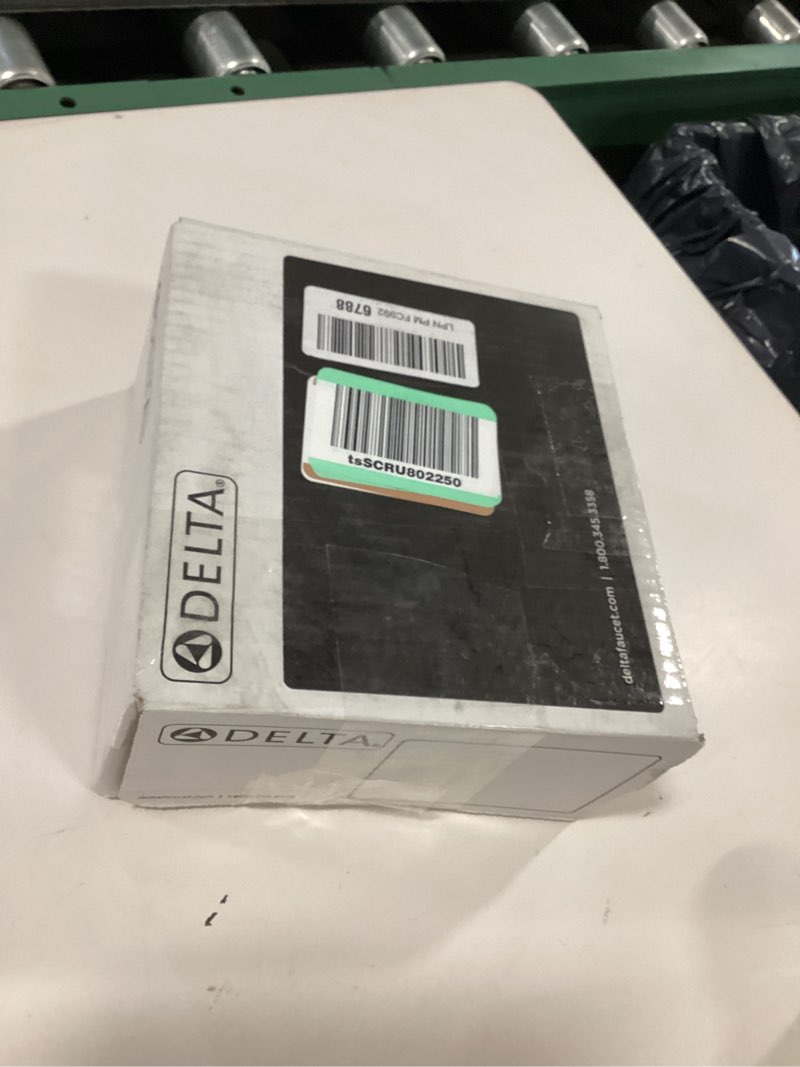 LPN PM FC992 6788
tsSCRU802250
DELTA®
deltafaucet.com | 1.800.345.3358
DELTA®